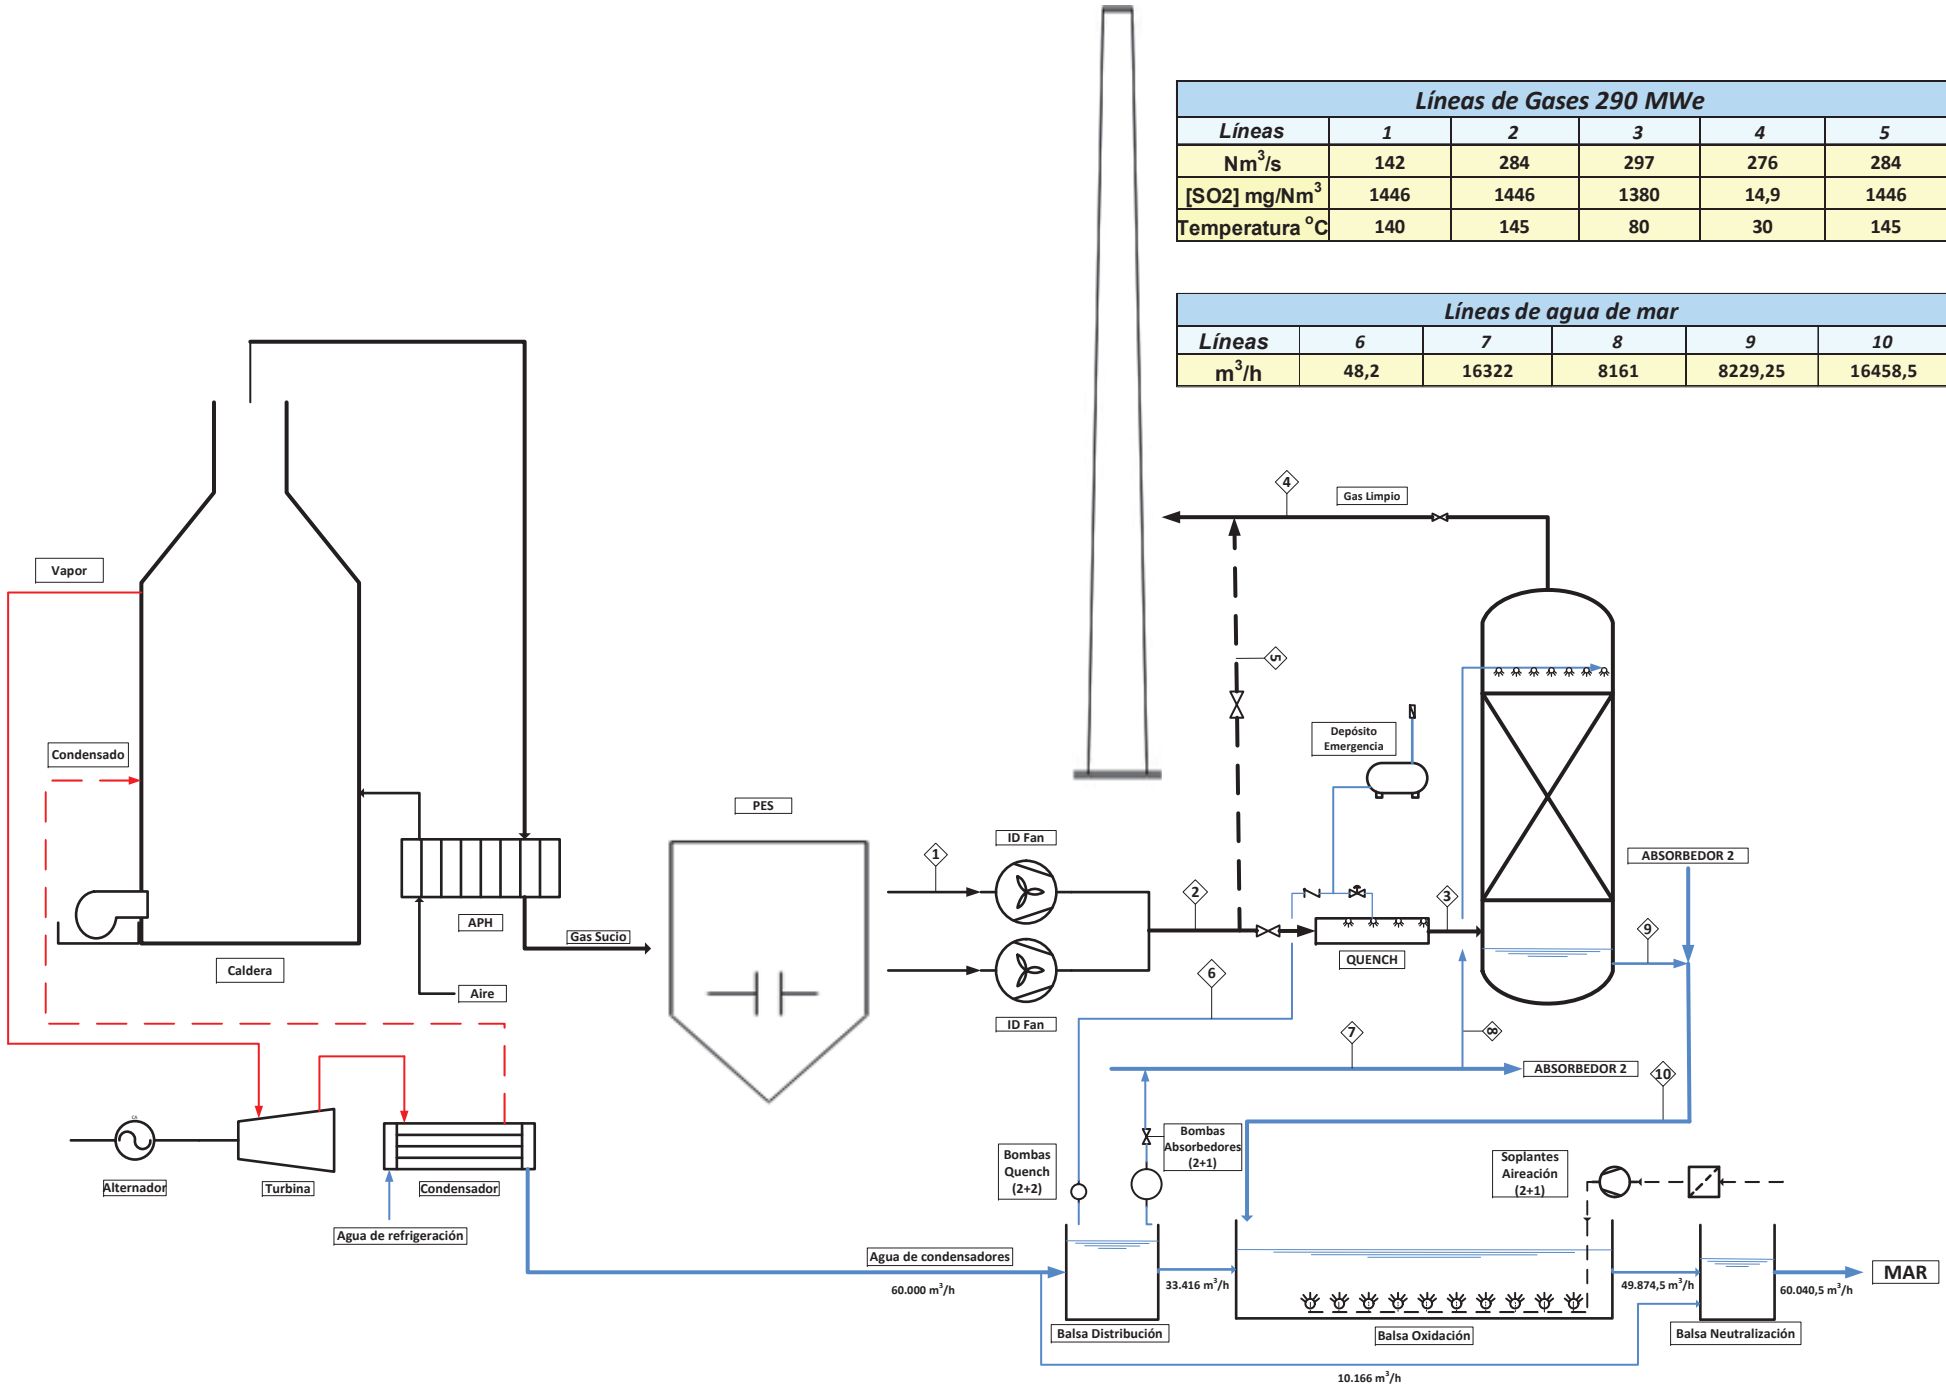 Líneas de Gases 290 MWe
Líneas 1 2 3 4 5
Nm³/s 142 284 297 276 284
[SO2] mg/Nm³ 1446 1446 1380 14,9 1446
Temperatura °C 140 145 80 30 145
Líneas de agua de mar
Líneas 6 7 8 9 10
m³/h 48,2 16322 8161 8229,25 16458,5
4
Gas Limpio
Vapor
5
Depósito
Emergencia
Condensado
PES
ID Fan
1
ABSORBEDOR 2
2
3
APH
Gas Sucio
9
QUENCH
Caldera
6
Aire
ID Fan
7
8
ABSORBEDOR 2
10
CA
Bombas
Absorbedores
(2+1)
Bombas
Quench
(2+2)
Soplantes
Aireación
(2+1)
Alternador
Turbina
Condensador
Agua de refrigeración
Agua de condensadores
60.000 m³/h
33.416 m³/h
49.874,5 m³/h
60.040,5 m³/h
MAR
Balsa Distribución
Balsa Oxidación
Balsa Neutralización
10.166 m³/h